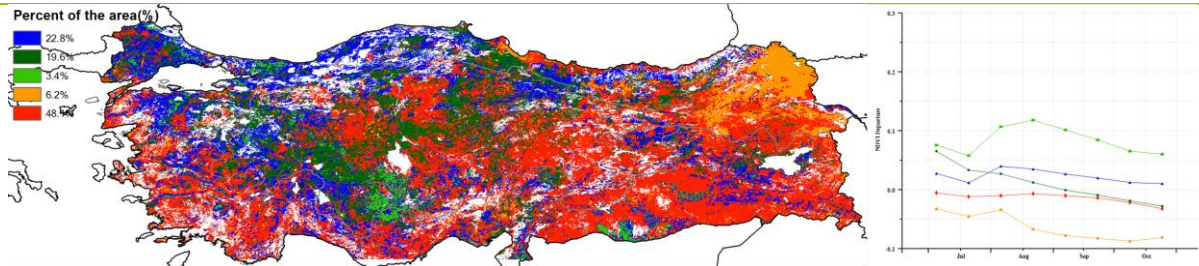 Percent of the area(%)
22.8%
19.6%
3.4%
6.2%
0.3
0.2
0.1
0.0
-0.1
NDVI Departure
Jul
Aug
Sep
Oct